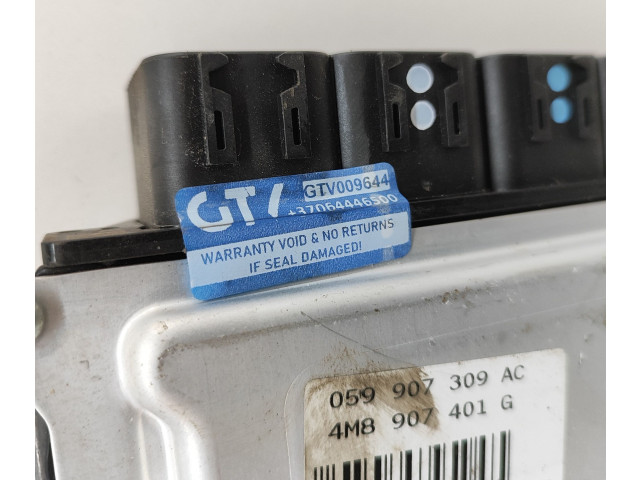 GTV GTV009644
+37064446500
WARRANTY VOID & NO RETURNS
IF SEAL DAMAGED!
059 907 309 AC
4M8 907 401 G